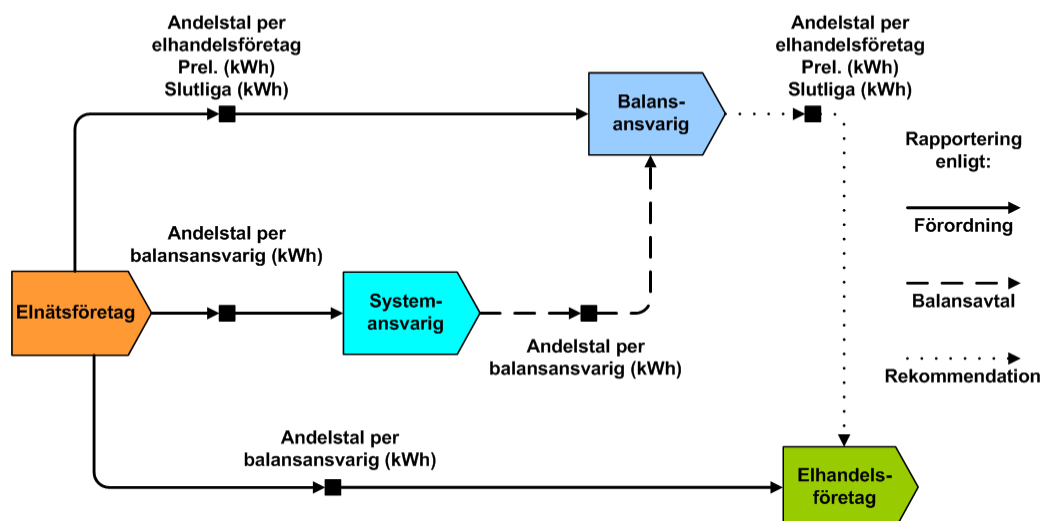 Andelstal per
elhandelsföretag
Prel. (kWh)
Slutliga (kWh)
Andelstal per
elhandelsföretag
Prel. (kWh)
Slutliga (kWh)
Balans-
ansvarig
Rapportering
enligt:
Förordning
Andelstal per
balansansvarig (kWh)
Elnätsföretag
System-
ansvarig
Balansavtal
Andelstal per
balansansvarig (kWh)
Rekommendation
Andelstal per
balansansvarig (kWh)
Elhandels-
företag